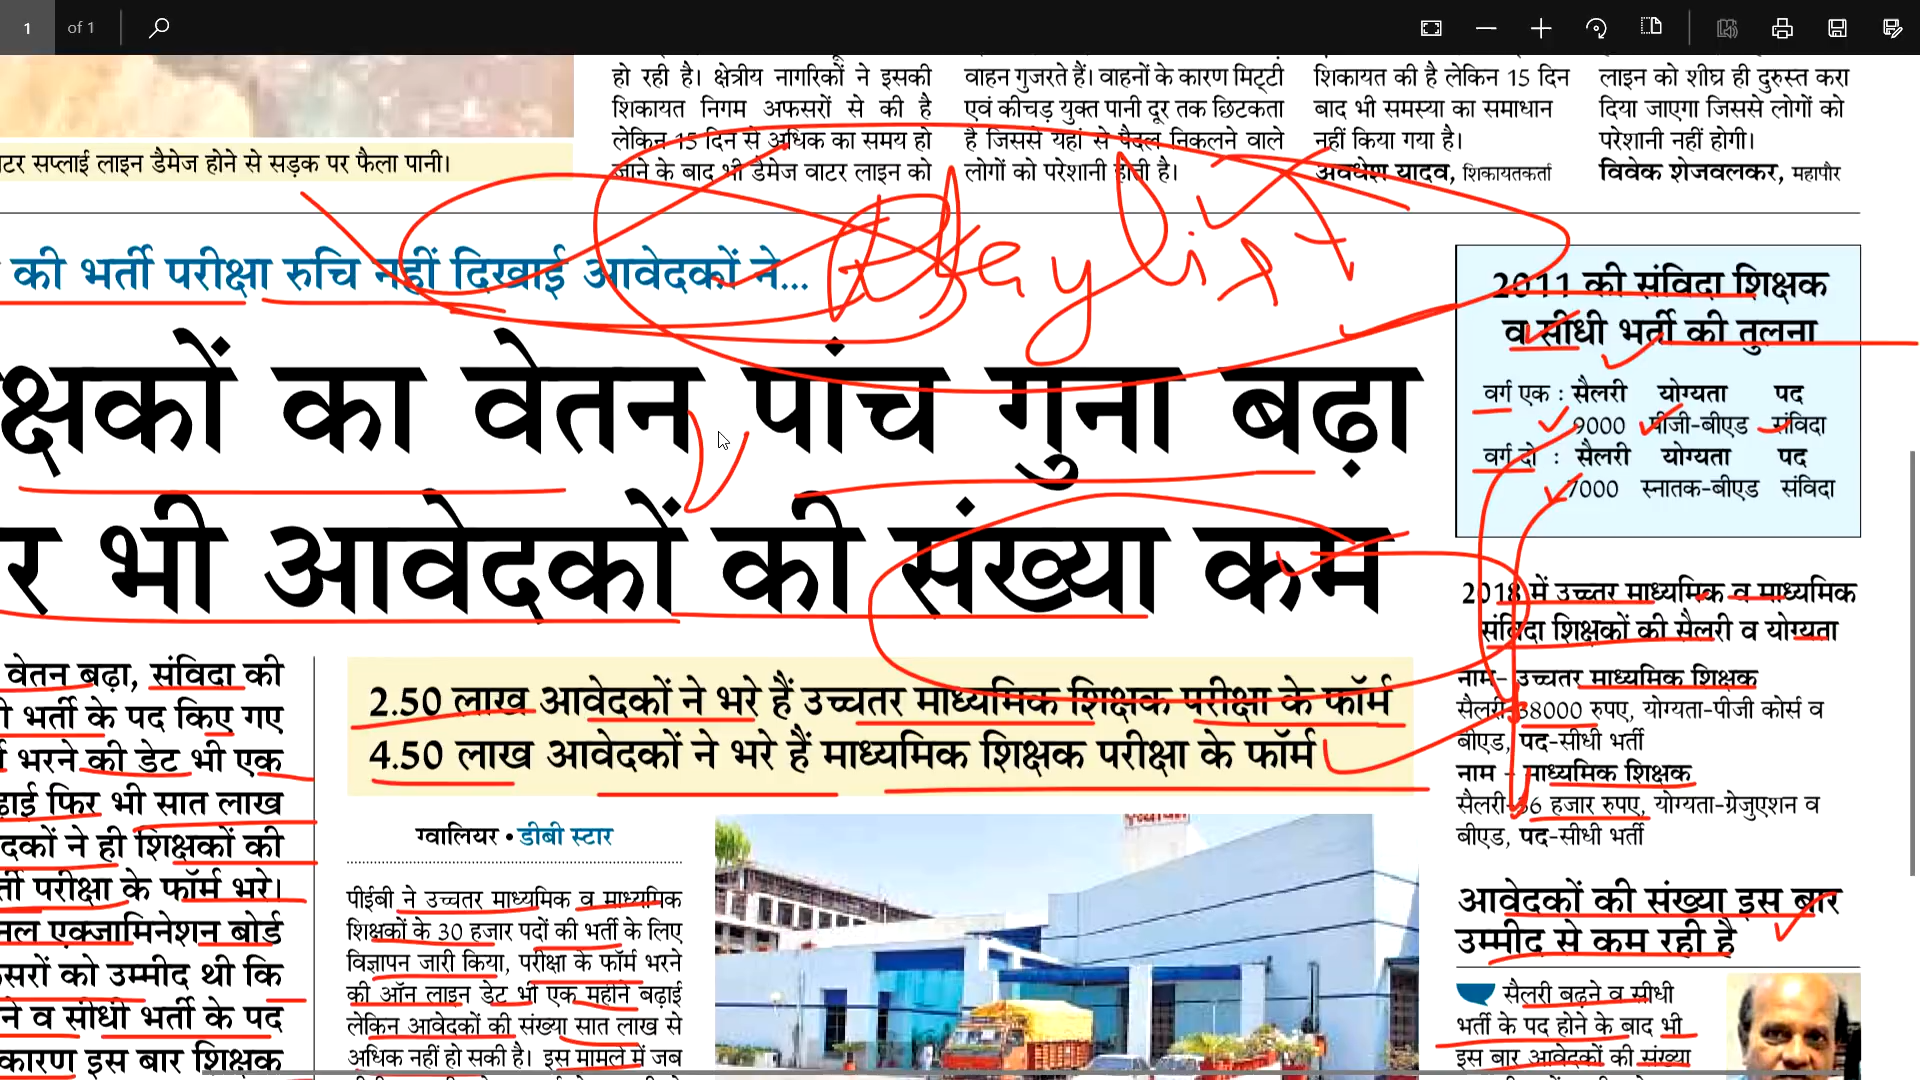 1 of 1
हो रही है। क्षेत्रीय नागरिकों ने इसकी
शिकायत निगम अफसरों से की है
लेकिन 15 दिन से अधिक का समय हो
जाने के बाद भी डैमेज वाटर लाइन को
वाहन गुजरते हैं। वाहनों के कारण मिट्टी
एवं कीचड़ युक्त पानी दूर तक छिटकता
है जिससे यहां से पैदल निकलने वाले
लोगों को परेशानी होती है।
शिकायत की है लेकिन 15 दिन
बाद भी समस्या का समाधान
नहीं किया गया है।
अवधेश यादव, शिकायतकर्ता
लाइन को शीघ्र ही दुरुस्त करा
दिया जाएगा जिससे लोगों को
परेशानी नहीं होगी।
विवेक शेजवलकर, महापौर
सप्लाई लाइन डैमेज होने से सड़क पर फैला पानी।
Playlist
की भर्ती परीक्षा रुचि नहीं दिखाई आवेदकों ने...
क्षकों का वेतन पांच गुना बढ़ा
र भी आवेदकों की संख्या कम
वेतन बढ़ा, संविदा की
भर्ती के पद किए गए
भरने की डेट भी एक
ढ़ाई फिर भी सात लाख
दकों ने ही शिक्षकों की
र्ती परीक्षा के फॉर्म भरे।
नल एक्जामिनेशन बोर्ड
सरों को उम्मीद थी कि
ने व सीधी भर्ती के पद
कारण इस बार शिक्षक
2.50 लाख आवेदकों ने भरे हैं उच्चतर माध्यमिक शिक्षक परीक्षा के फॉर्म
4.50 लाख आवेदकों ने भरे हैं माध्यमिक शिक्षक परीक्षा के फॉर्म
ग्वालियर • डीबी स्टार
पीईबी ने उच्चतर माध्यमिक व माध्यमिक
शिक्षकों के 30 हजार पदों की भर्ती के लिए
विज्ञापन जारी किया, परीक्षा के फॉर्म भरने
की ऑन लाइन डेट भी एक महीने बढ़ाई
लेकिन आवेदकों की संख्या सात लाख से
अधिक नहीं हो सकी है। इस मामले में जब
2011 की संविदा शिक्षक
व सीधी भर्ती की तुलना
वर्ग एक : सैलरी योग्यता पद
9000 पीजी-बीएड संविदा
वर्ग दो : सैलरी योग्यता पद
7000 स्नातक-बीएड संविदा
2018 में उच्च्तर माध्यमिक व माध्यमिक
संविदा शिक्षकों की सैलरी व योग्यता
नाम- उच्चतर माध्यमिक शिक्षक
सैलरी-38000 रुपए, योग्यता-पीजी कोर्स व
बीएड, पद-सीधी भर्ती
नाम - माध्यमिक शिक्षक
सैलरी-36 हजार रुपए, योग्यता-ग्रेजुएशन व
बीएड, पद-सीधी भर्ती
आवेदकों की संख्या इस बार
उम्मीद से कम रही है
सैलरी बढ़ने व सीधी
भर्ती के पद होने के बाद भी
इस बार आवेदकों की संख्या